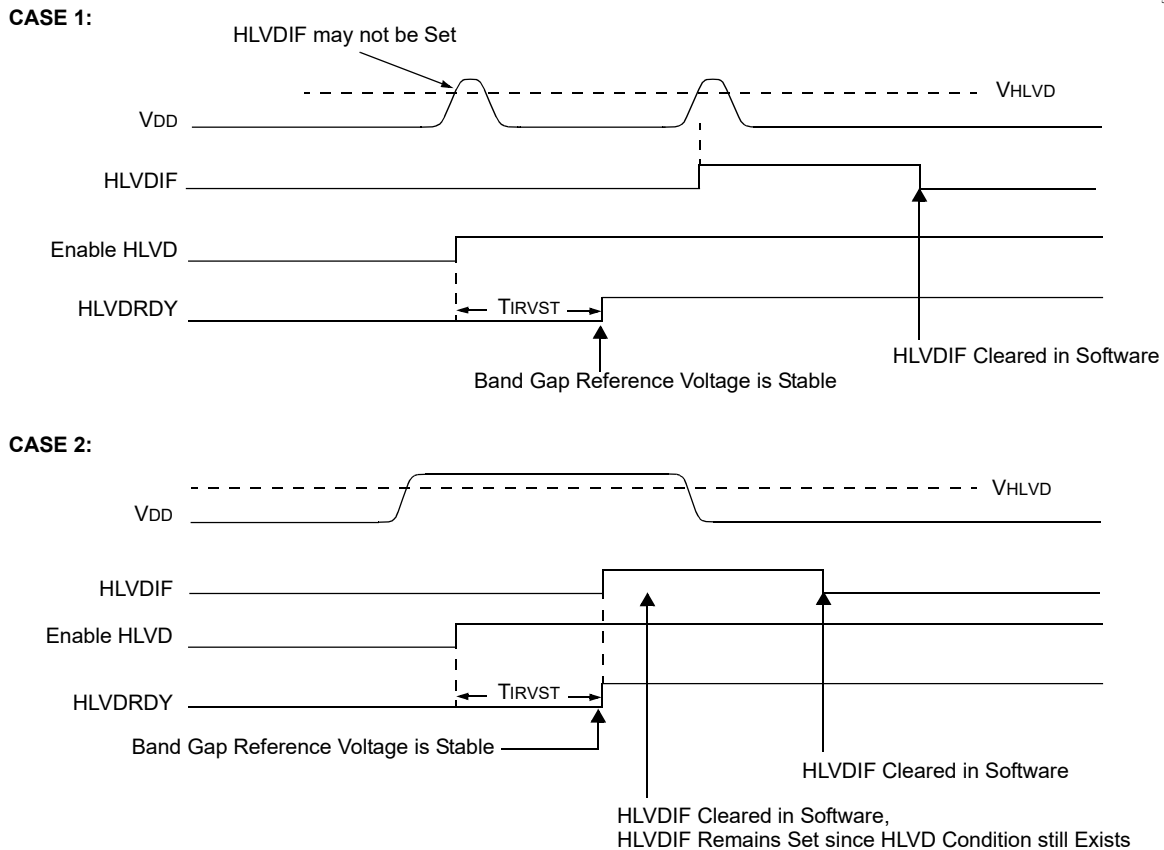 CASE 1:
HLVDIF may not be Set
VHLVD
VDD
HLVDIF
Enable HLVD
HLVDRDY
TIRVST
HLVDIF Cleared in Software
Band Gap Reference Voltage is Stable
CASE 2:
VHLVD
VDD
HLVDIF
Enable HLVD
HLVDRDY
TIRVST
Band Gap Reference Voltage is Stable
HLVDIF Cleared in Software
HLVDIF Cleared in Software,
HLVDIF Remains Set since HLVD Condition still Exists